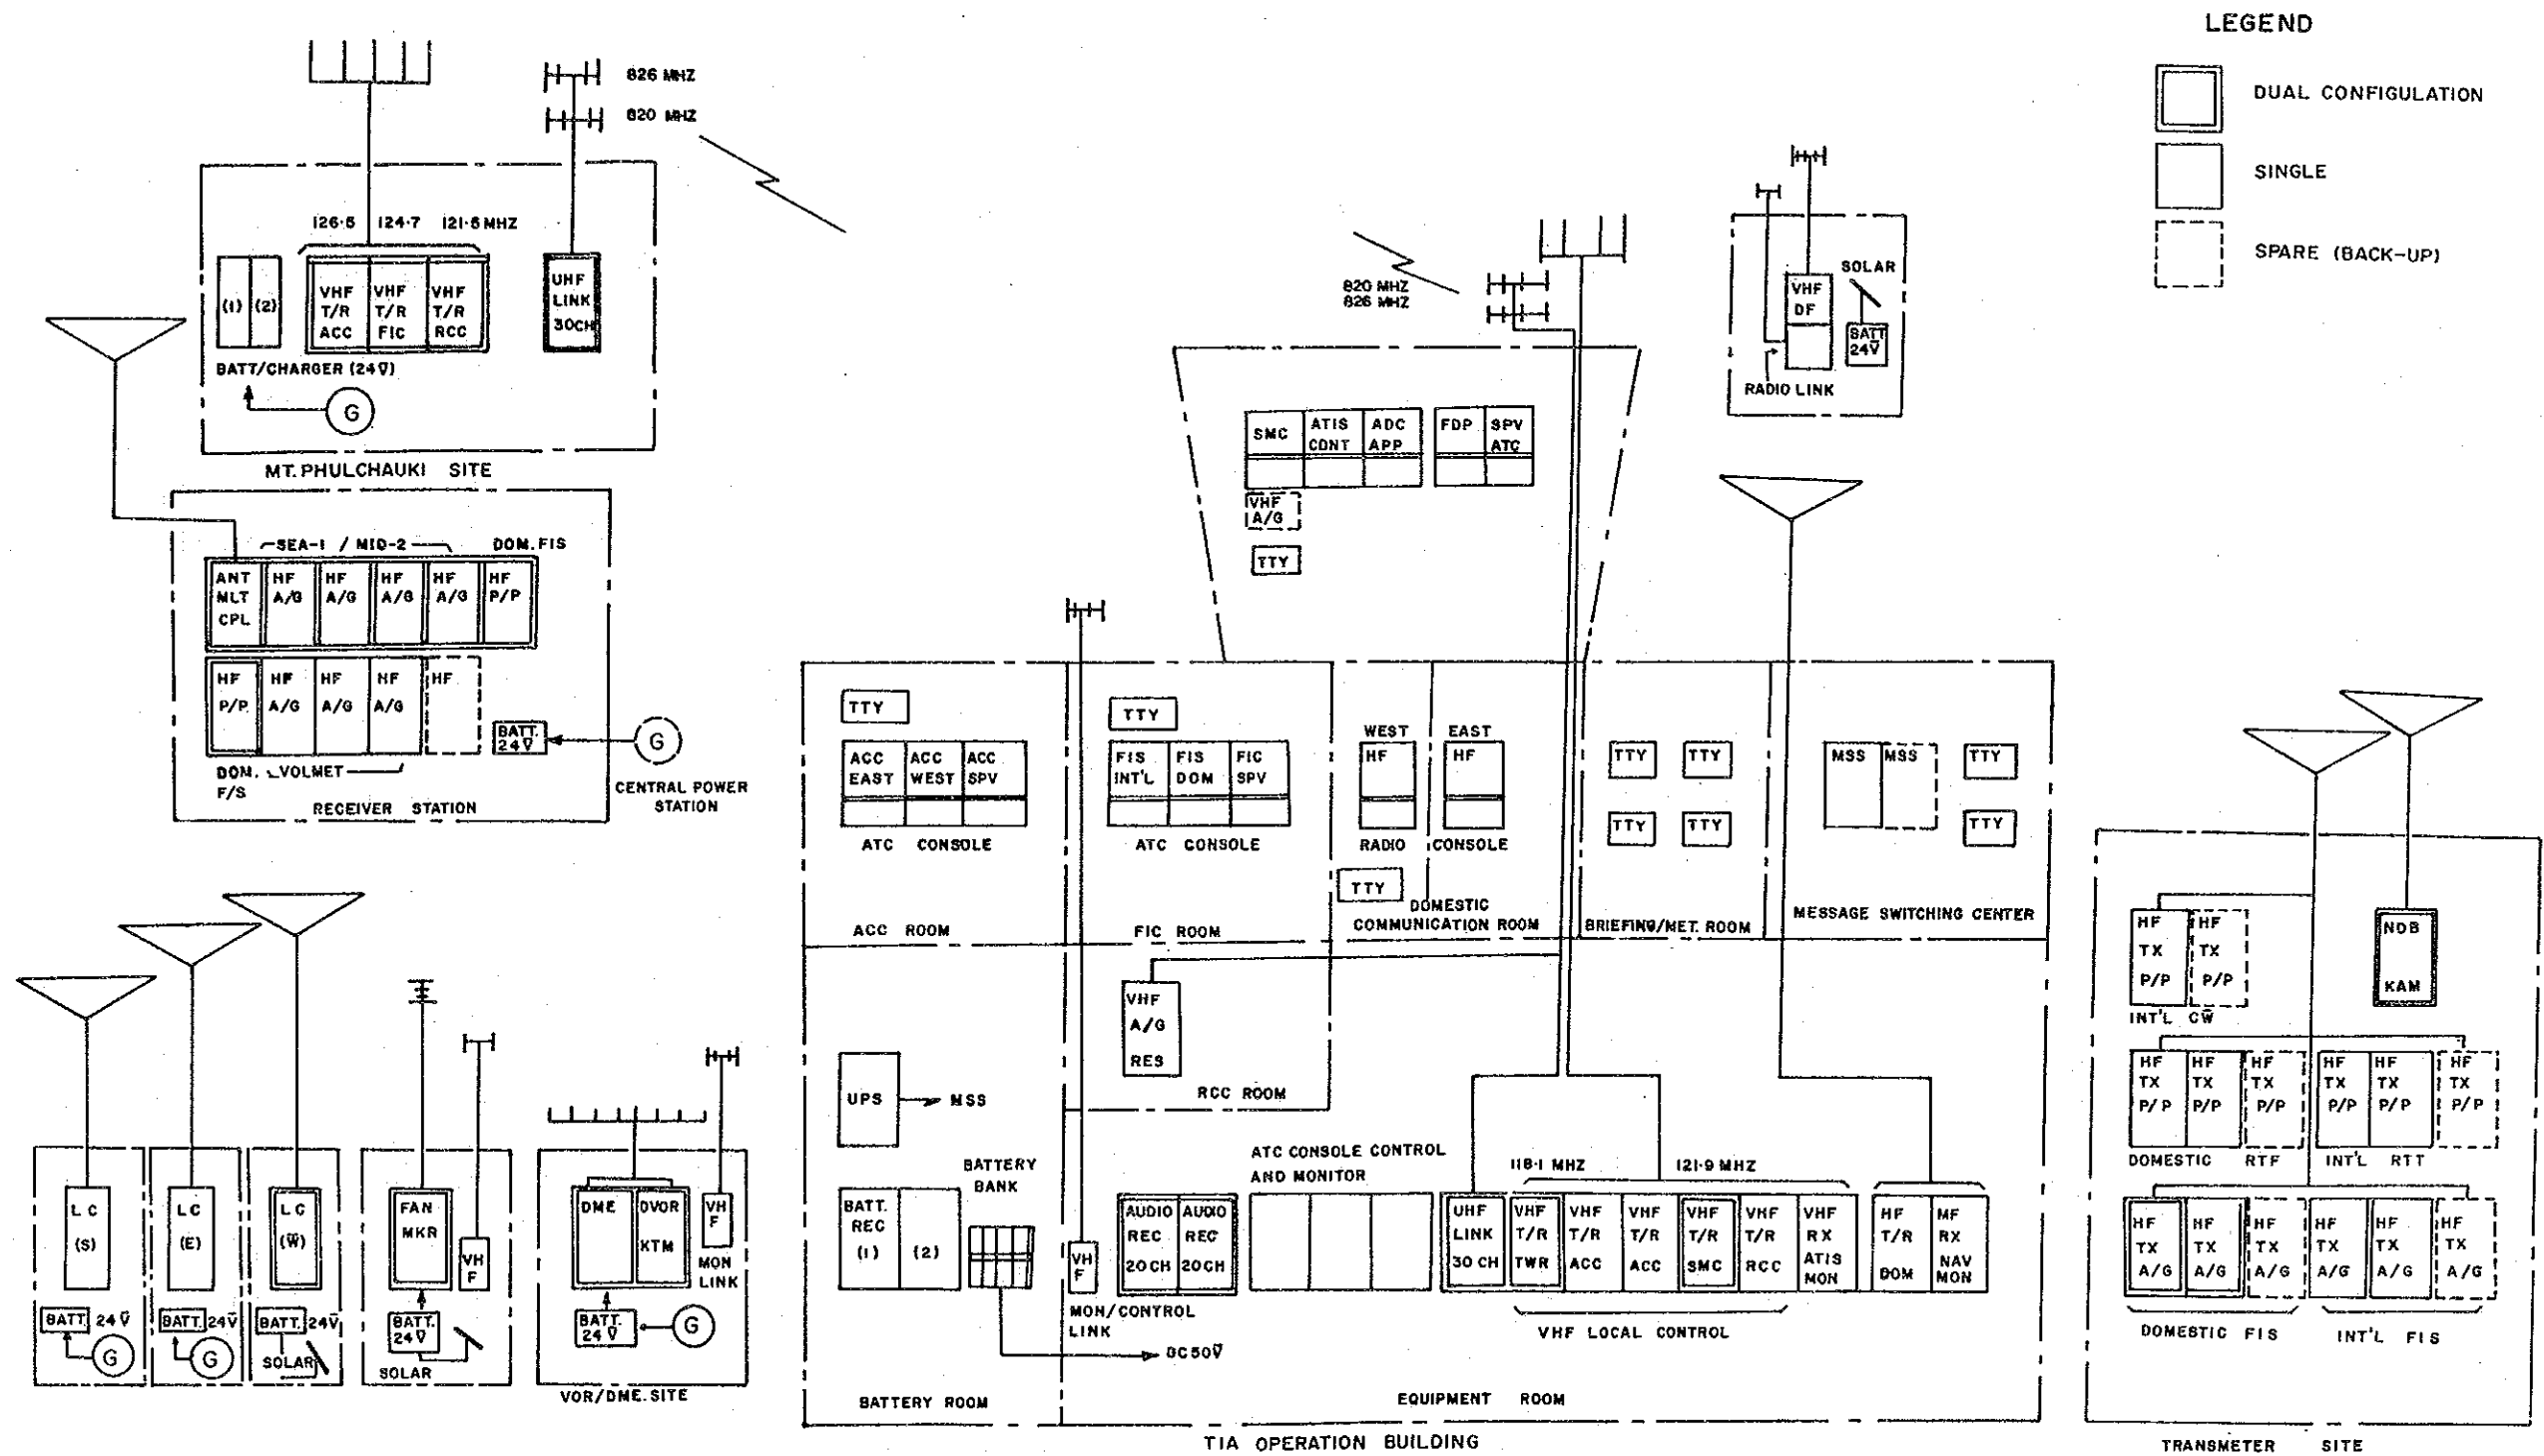 LEGEND
DUAL CONFIGULATION
SINGLE
SPARE (BACK-UP)
826 MHZ
820 MHZ
126.5 124.7 121.5 MHZ
(1) (2)
VHF T/R ACC
VHF T/R FIC
VHF T/R RCC
UHF LINK 30CH
BATT/CHARGER (24V)
G
MT. PHULCHAUKI SITE
SEA-1 / MID-2
DOM. FIS
ANT MLT CPL
HF A/G
HF A/G
HF A/G
HF A/G
HF P/P
HF P/P
HF A/G
HF A/G
HF A/G
HF
BATT. 24V
G
CENTRAL POWER STATION
DOM. F/S
VOLMET
RECEIVER STATION
LC (S)
BATT. 24V
G
LC (E)
BATT. 24V
G
LC (W)
BATT. 24V
SOLAR
FAN MKR
VHF
BATT. 24V
SOLAR
DME
DVOR KTM
VHF
MON LINK
BATT. 24V
G
VOR/DME. SITE
820 MHZ
826 MHZ
SMC
ATIS CONT
ADC APP
FDP
SPV ATC
VHF A/G
TTY
VHF DF
SOLAR
BATT 24V
RADIO LINK
TTY
ACC EAST
ACC WEST
ACC SPV
ATC CONSOLE
ACC ROOM
TTY
FIS INT'L
FIS DOM
FIC SPV
ATC CONSOLE
FIC ROOM
WEST
EAST
HF
HF
RADIO CONSOLE
TTY
DOMESTIC
COMMUNICATION ROOM
TTY
TTY
TTY
TTY
BRIEFING/MET. ROOM
MSS
MSS
TTY
TTY
MESSAGE SWITCHING CENTER
VHF A/G RES
RCC ROOM
UPS
MSS
BATT. REC (1)
(2)
BATTERY BANK
BATTERY ROOM
VHF
MON/CONTROL LINK
DC50V
AUDIO REC 20CH
AUDIO REC 20CH
ATC CONSOLE CONTROL
AND MONITOR
118.1 MHZ
121.9 MHZ
UHF LINK 30 CH
VHF T/R TWR
VHF T/R ACC
VHF T/R ACC
VHF T/R SMC
VHF T/R RCC
VHF RX ATIS MON
HF T/R DOM
MF RX NAV MON
VHF LOCAL CONTROL
EQUIPMENT ROOM
TIA OPERATION BUILDING
HF TX P/P
HF TX P/P
INT'L CW
NDB KAM
HF TX P/P
HF TX P/P
HF TX P/P
HF TX P/P
HF TX P/P
HF TX P/P
DOMESTIC RTF
INT'L RTT
HF TX A/G
HF TX A/G
HF TX A/G
HF TX A/G
HF TX A/G
HF TX A/G
DOMESTIC FIS
INT'L FIS
TRANSMETER SITE